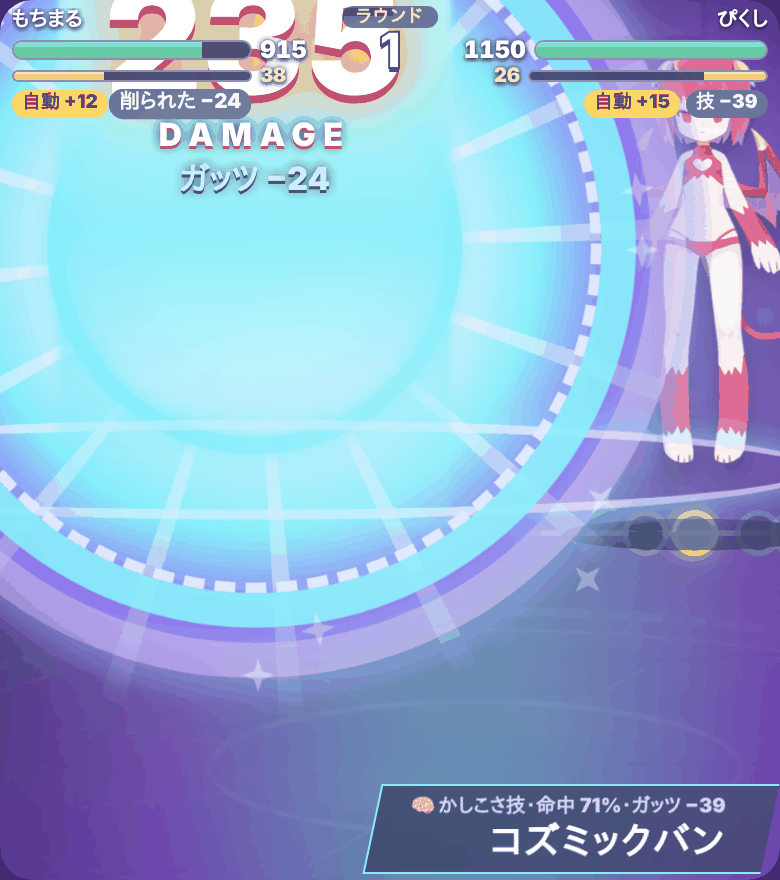 もちまる
ラウンド
ぴくし
235
915
1
1150
38
26
自動 +12
削られた −24
自動 +15
技 −39
DAMAGE
ガッツ −24
🧠 かしこさ技·命中 71%·ガッツ −39
コズミックバン